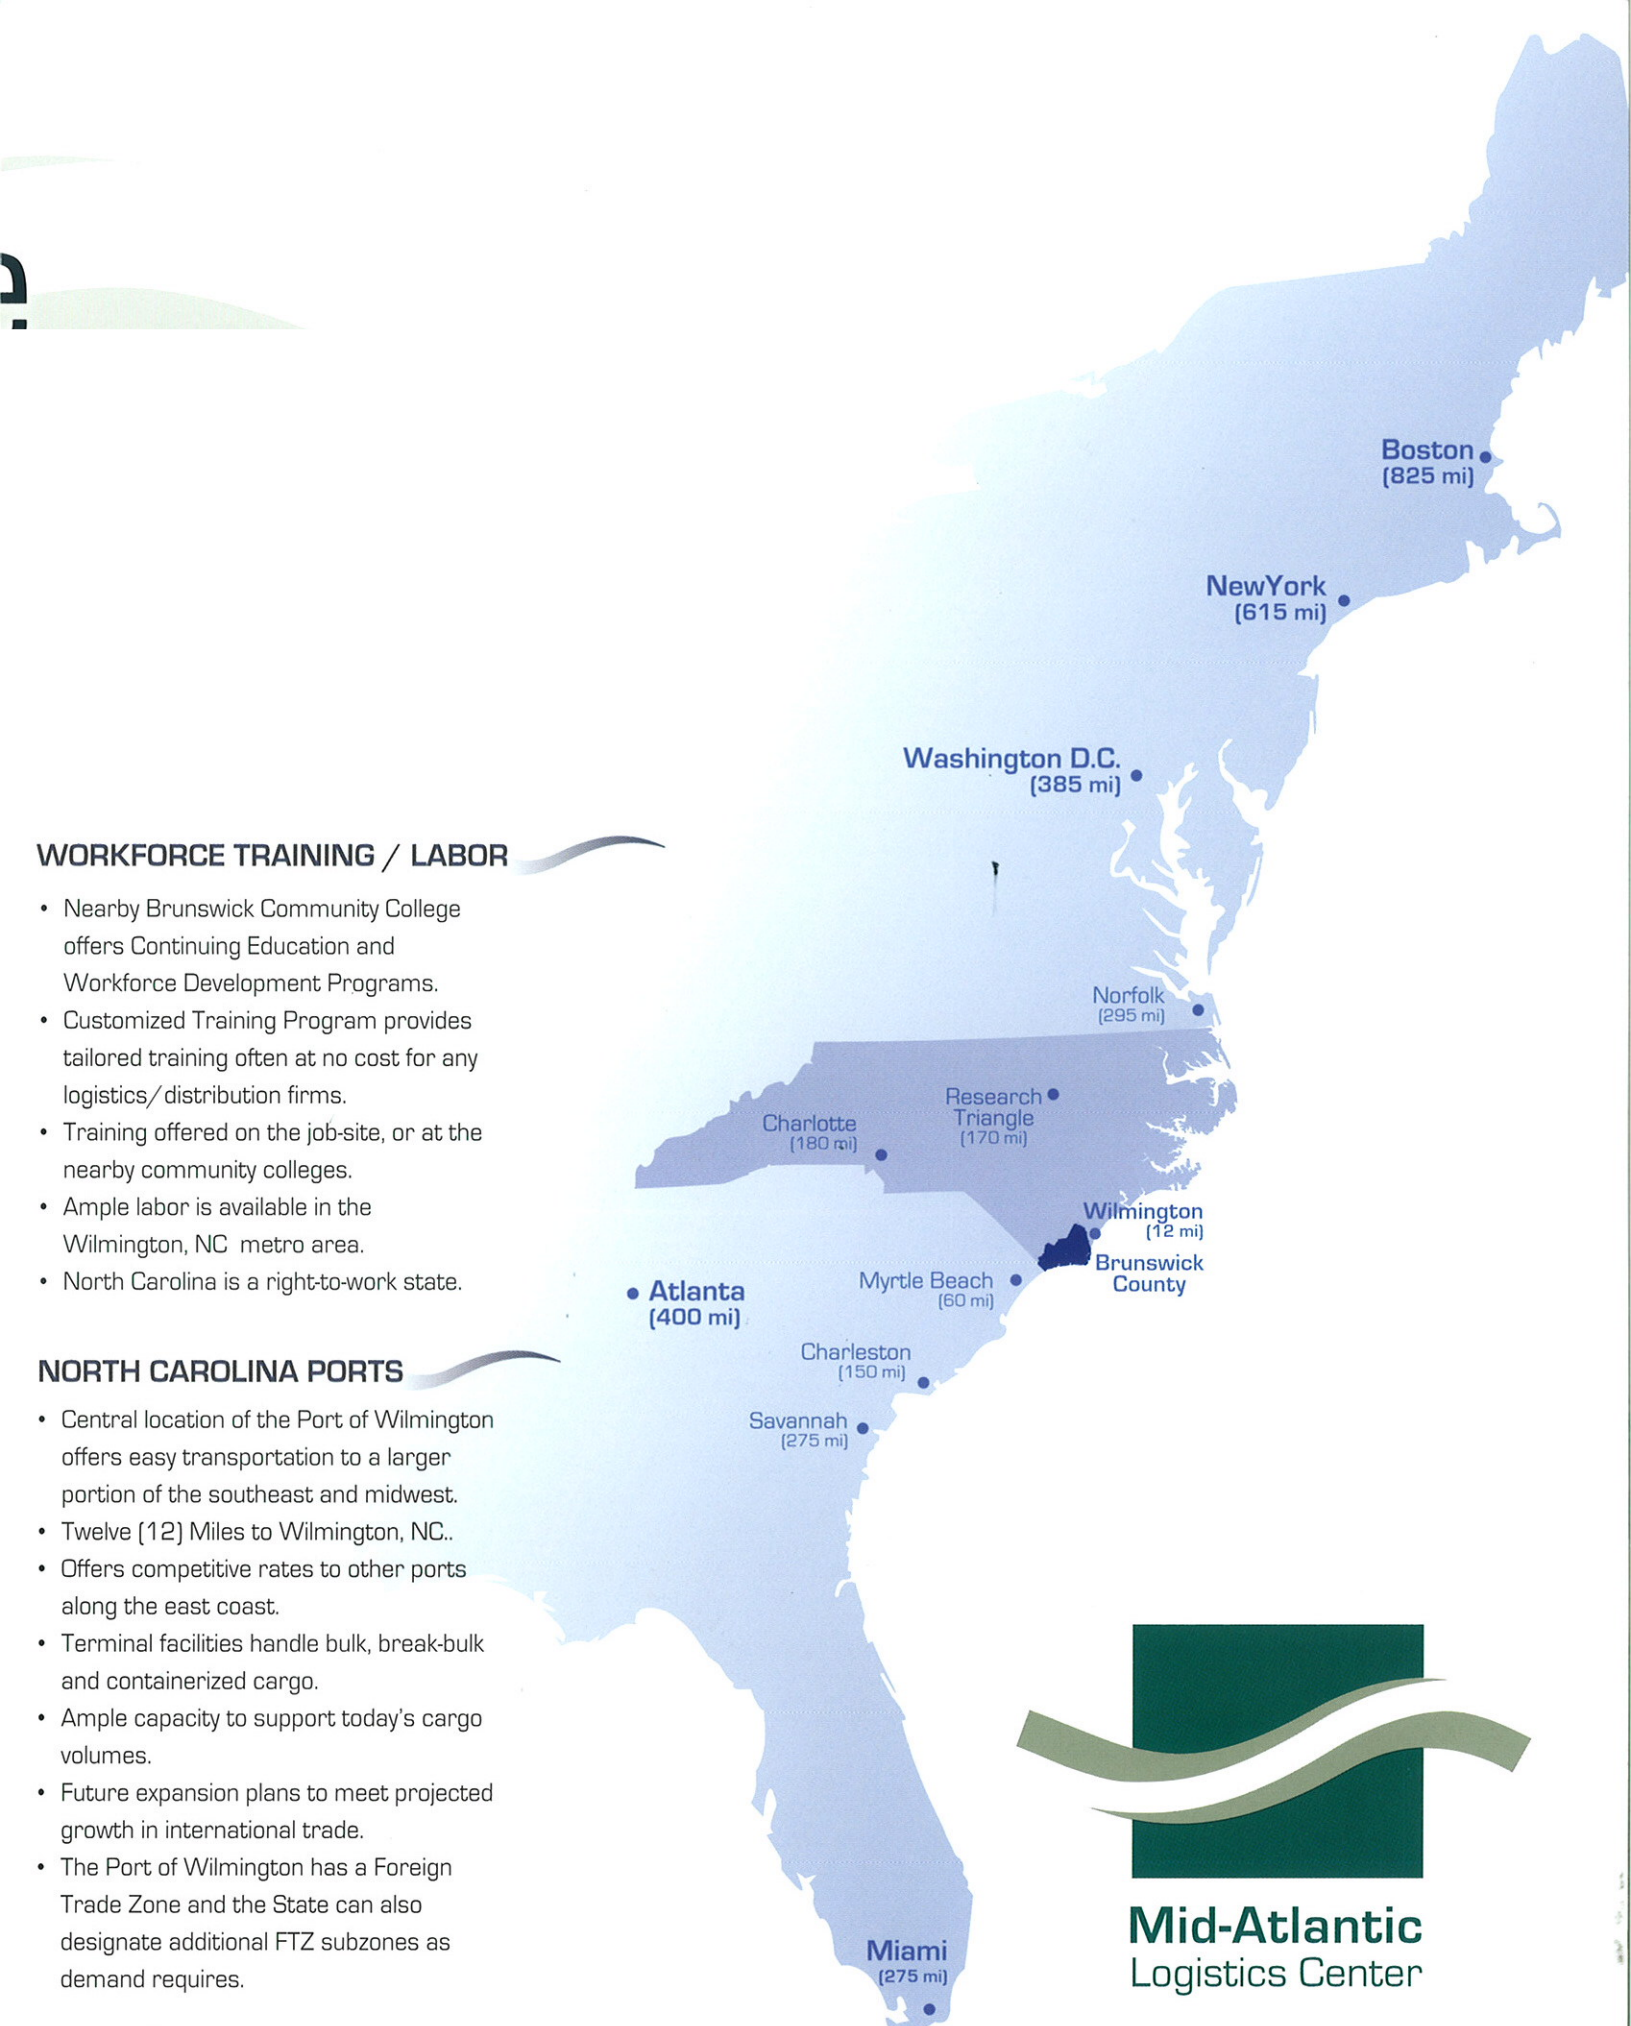 Boston
(825 mi)
NewYork
(615 mi)
Washington D.C.
(385 mi)
WORKFORCE TRAINING / LABOR
• Nearby Brunswick Community College
offers Continuing Education and
Workforce Development Programs.
• Customized Training Program provides
tailored training often at no cost for any
logistics/distribution firms.
• Training offered on the job-site, or at the
nearby community colleges.
• Ample labor is available in the
Wilmington, NC metro area.
• North Carolina is a right-to-work state.
Norfolk
(295 mi)
Research
Triangle
(170 mi)
Charlotte
(180 mi)
Wilmington
(12 mi)
Brunswick
County
Myrtle Beach
(60 mi)
Atlanta
(400 mi)
Charleston
(150 mi)
Savannah
(275 mi)
NORTH CAROLINA PORTS
• Central location of the Port of Wilmington
offers easy transportation to a larger
portion of the southeast and midwest.
• Twelve (12) Miles to Wilmington, NC..
• Offers competitive rates to other ports
along the east coast.
• Terminal facilities handle bulk, break-bulk
and containerized cargo.
• Ample capacity to support today's cargo
volumes.
• Future expansion plans to meet projected
growth in international trade.
• The Port of Wilmington has a Foreign
Trade Zone and the State can also
designate additional FTZ subzones as
demand requires.
Miami
(275 mi)
Mid-Atlantic
Logistics Center